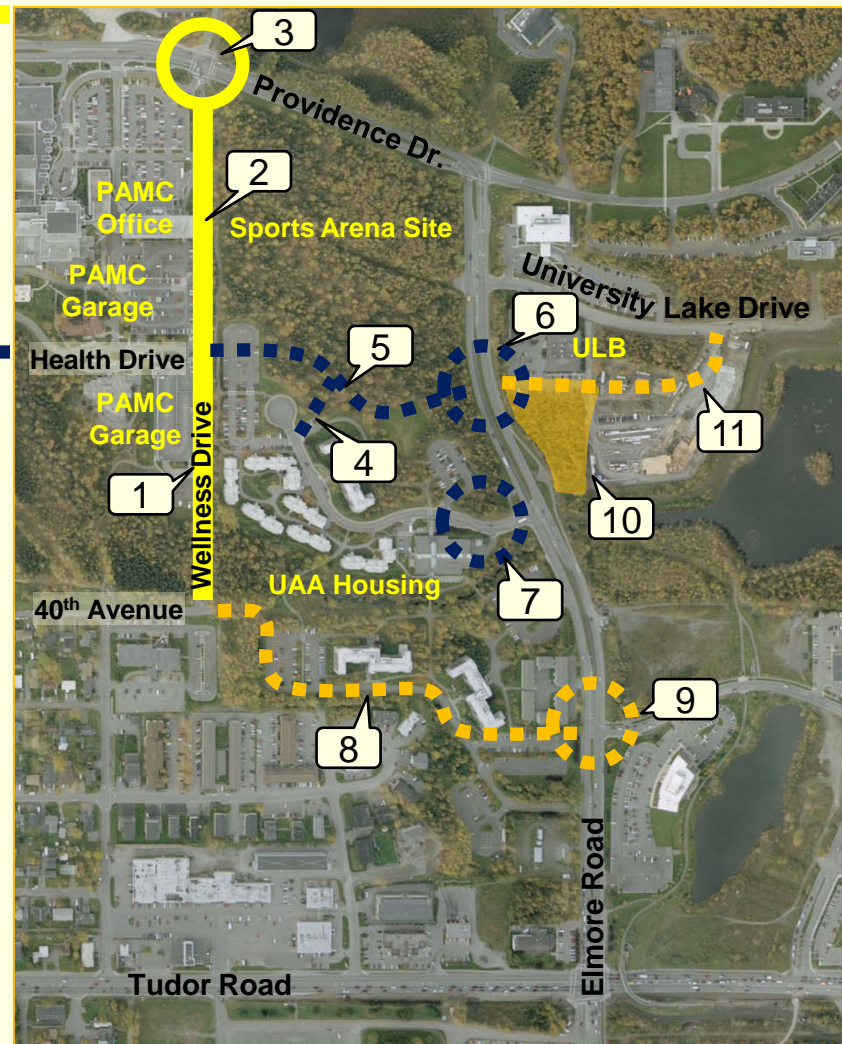 3
Providence Dr.
2
PAMC
Office
Sports Arena Site
PAMC
Garage
University Lake Drive
6
ULB
5
Health Drive
PAMC
Garage
4
11
Wellness Drive
1
10
7
UAA Housing
40th Avenue
9
8
Elmore Road
Tudor Road